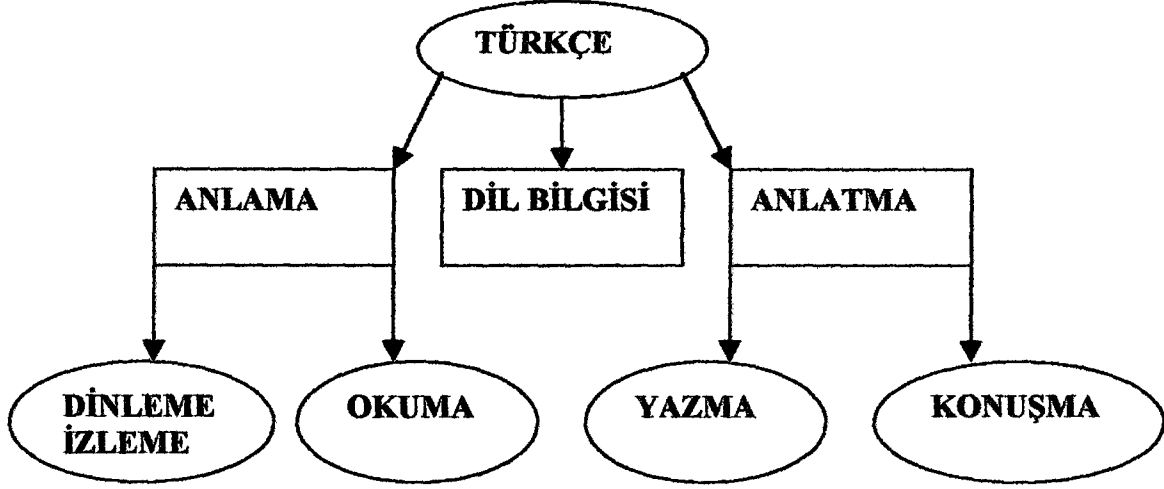 TÜRKÇE
ANLAMA
DİL BİLGİSİ
ANLATMA
DİNLEME
İZLEME
OKUMA
YAZMA
KONUŞMA